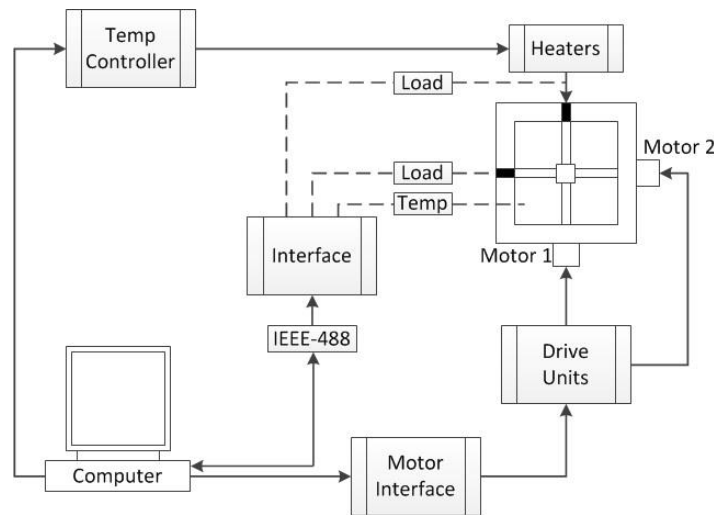 Temp
Controller
Heaters
Load
Motor 2
Load
Temp
Interface
Motor 1
IEEE-488
Drive
Units
Computer
Motor
Interface